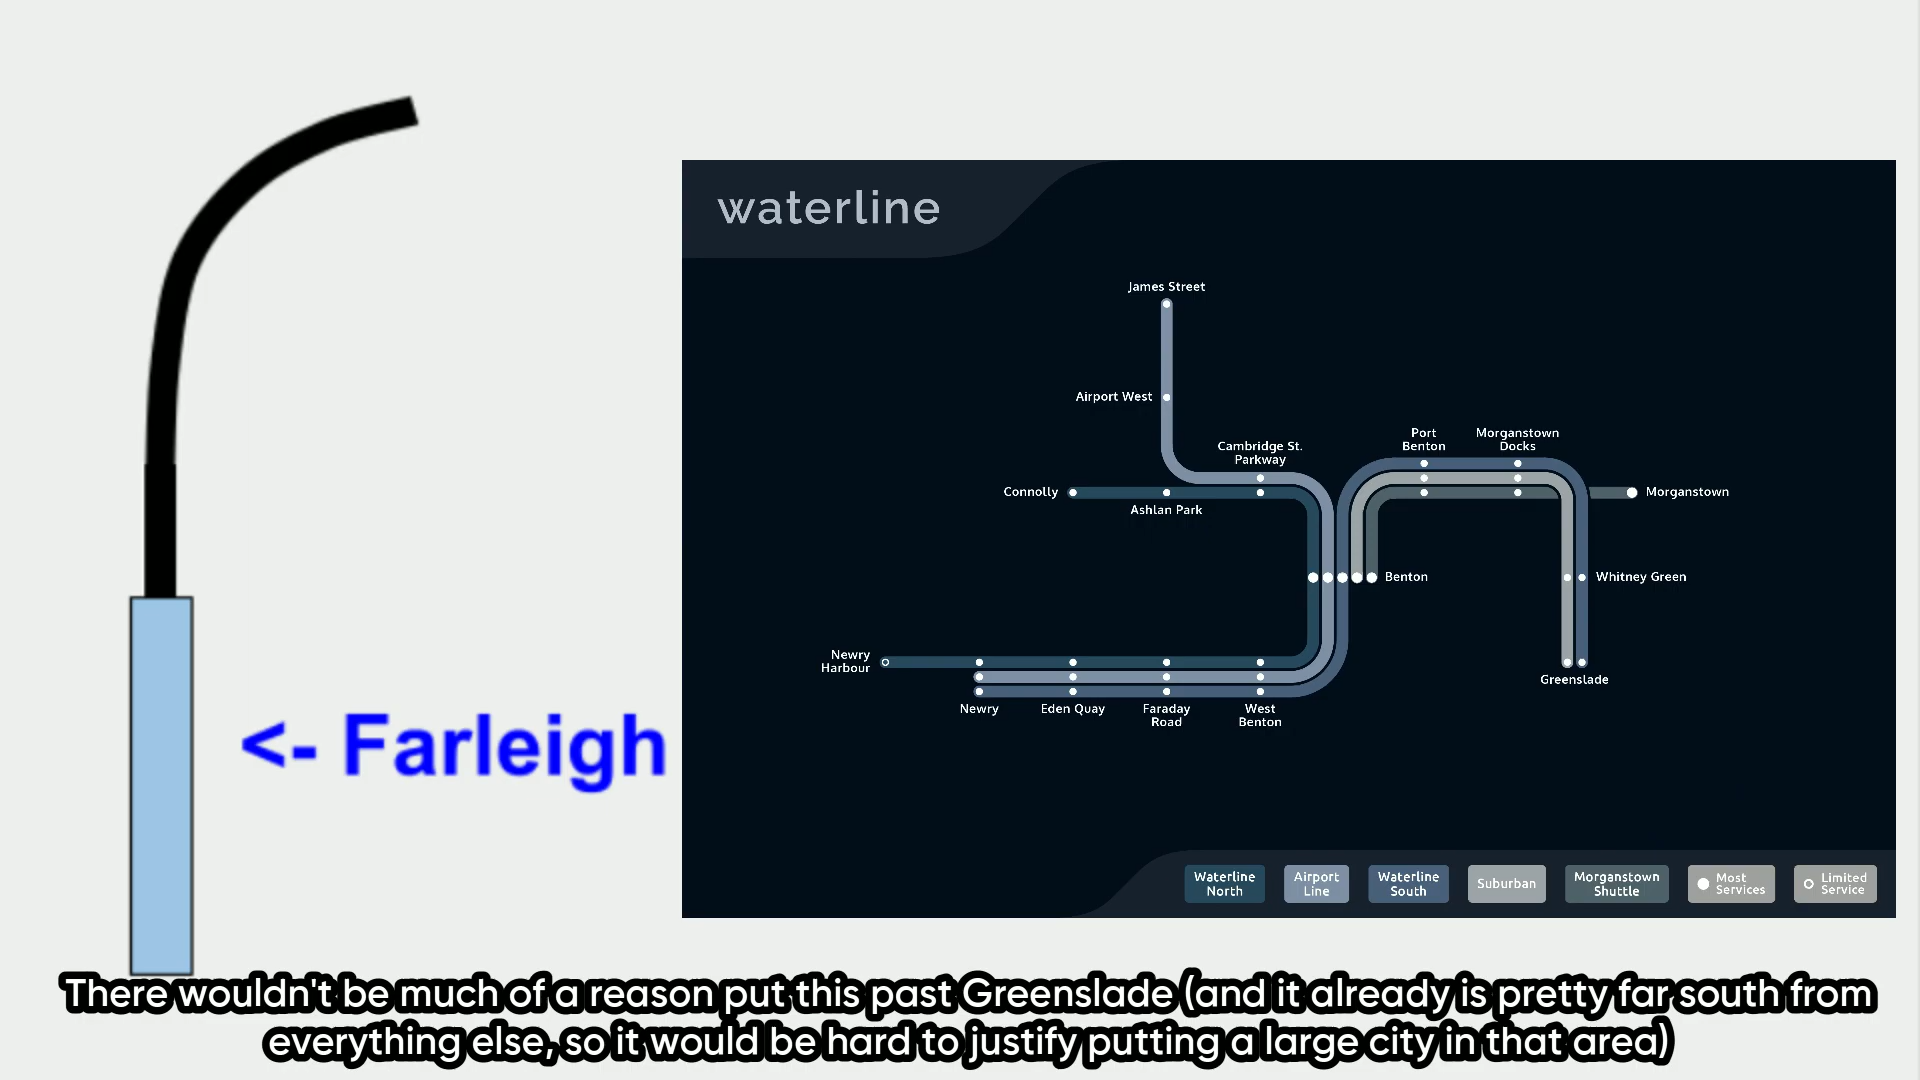 waterline
James Street
Airport West
Cambridge St.
Parkway
Port
Benton
Morganstown
Docks
Connolly
Morganstown
Ashlan Park
Benton
Whitney Green
Newry
Harbour
Greenslade
Newry
Eden Quay
Faraday
Road
West
Benton
<- Farleigh
Waterline
North
Airport
Line
Waterline
South
Suburban
Morganstown
Shuttle
Most
Services
Limited
Service
There wouldn't be much of a reason put this past Greenslade (and it already is pretty far south from
everything else, so it would be hard to justify putting a large city in that area)